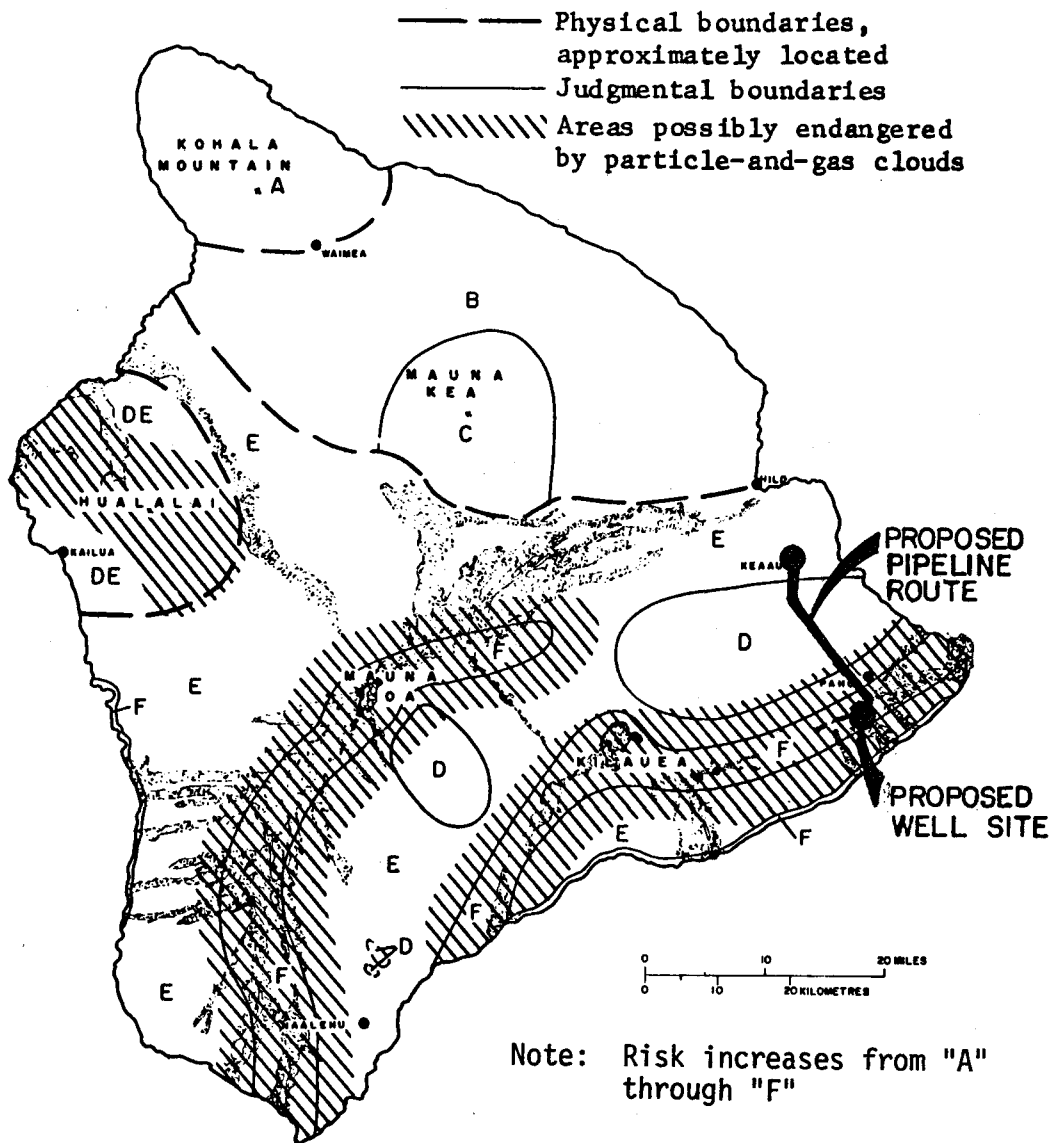 Physical boundaries,
approximately located
Judgmental boundaries
Areas possibly endangered
by particle-and-gas clouds
KOHALA
MOUNTAIN
A
WAIMEA
B
MAUNA
KEA
C
DE
E
HUALALAI
HILO
E
KAILUA
DE
KEAAU
PROPOSED
PIPELINE
ROUTE
D
F
MAUNA
LOA
E
F
D
KILAUEA
F
PROPOSED
WELL SITE
E
F
E
F
D
E
F
NAALEHU
0 10 20 MILES
0 10 20 KILOMETRES
Note: Risk increases from "A"
through "F"